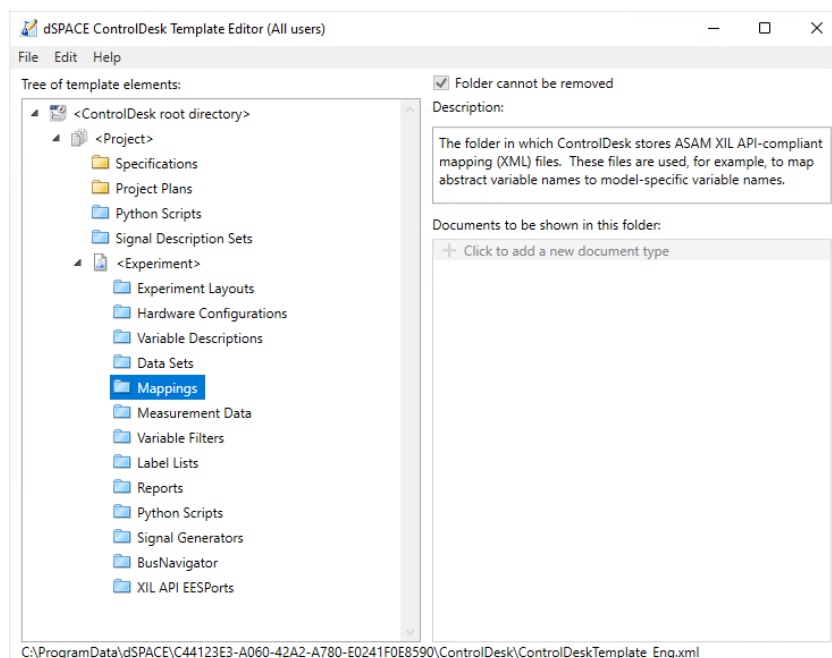 dSPACE ControlDesk Template Editor (All users)
File Edit Help
Tree of template elements:
<ControlDesk root directory>
<Project>
Specifications
Project Plans
Python Scripts
Signal Description Sets
<Experiment>
Experiment Layouts
Hardware Configurations
Variable Descriptions
Data Sets
Mappings
Measurement Data
Variable Filters
Label Lists
Reports
Python Scripts
Signal Generators
BusNavigator
XIL API EESPorts
Folder cannot be removed
Description:
The folder in which ControlDesk stores ASAM XIL API-compliant
mapping (XML) files. These files are used, for example, to map
abstract variable names to model-specific variable names.
Documents to be shown in this folder:
Click to add a new document type
C:\ProgramData\dSPACE\C44123E3-A060-42A2-A780-E0241F0E8590\ControlDesk\ControlDeskTemplate_Eng.xml